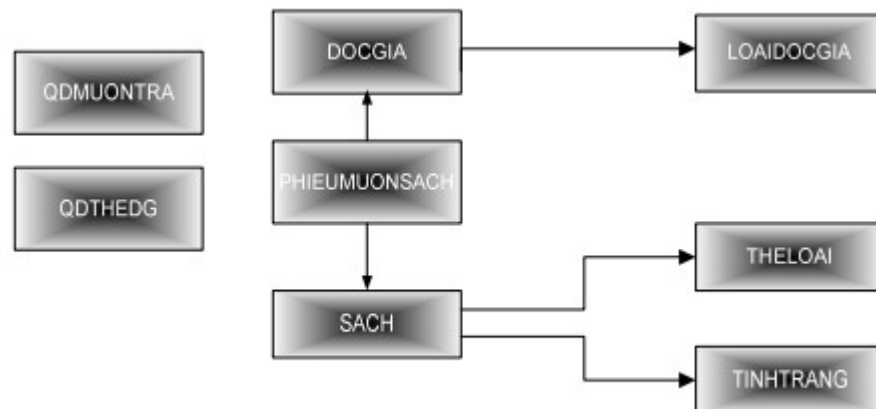 DOCGIA
LOAIDOCGIA
QDMUONTRA
PHIEUMUONSACH
QDTHEDG
THELOAI
SACH
TINHTRANG